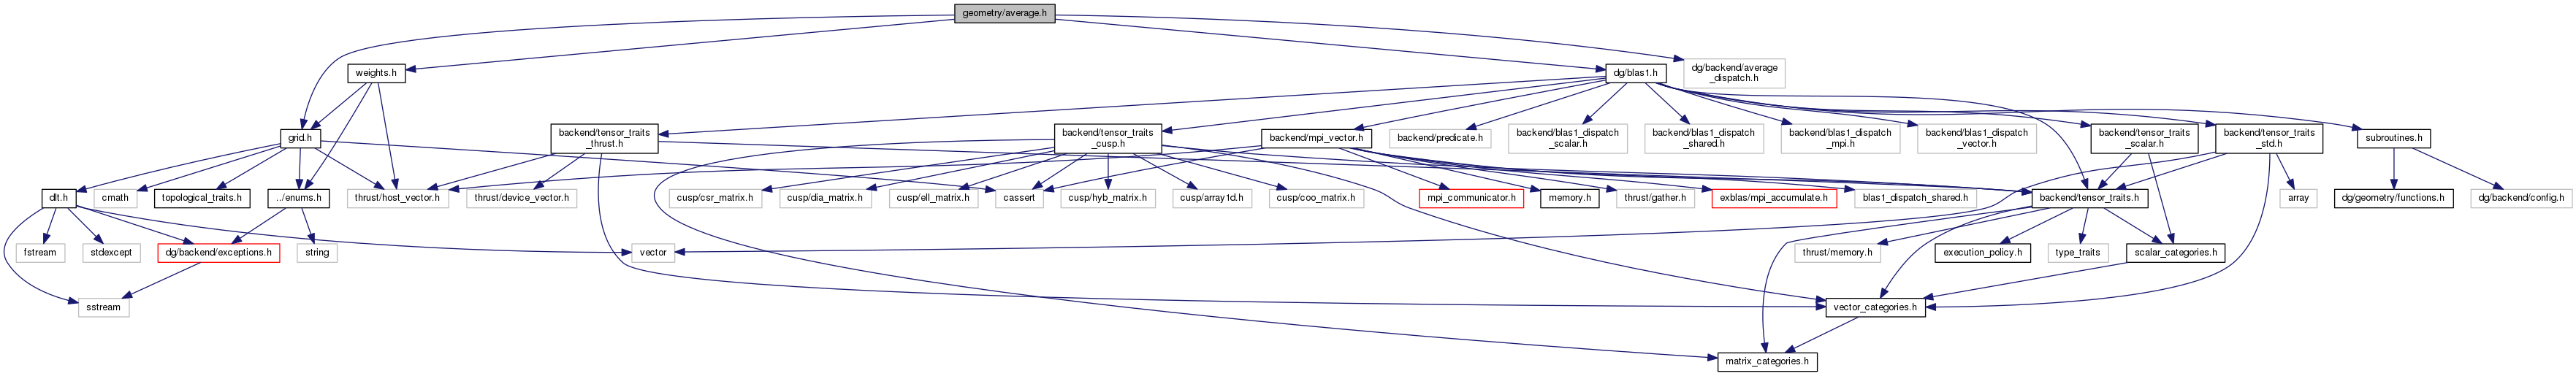 geometry/average.h
weights.h
dg/blas1.h
dg/backend/average
_dispatch.h
grid.h
backend/tensor_traits
_thrust.h
backend/tensor_traits
_cusp.h
backend/mpi_vector.h
backend/predicate.h
backend/blas1_dispatch
_scalar.h
backend/blas1_dispatch
_shared.h
backend/blas1_dispatch
_mpi.h
backend/blas1_dispatch
_vector.h
backend/tensor_traits
_scalar.h
backend/tensor_traits
_std.h
subroutines.h
dlt.h
cmath
topological_traits.h
../enums.h
thrust/host_vector.h
thrust/device_vector.h
cusp/csr_matrix.h
cusp/dia_matrix.h
cusp/ell_matrix.h
cassert
cusp/hyb_matrix.h
cusp/array1d.h
cusp/coo_matrix.h
mpi_communicator.h
memory.h
thrust/gather.h
exblas/mpi_accumulate.h
blas1_dispatch_shared.h
backend/tensor_traits.h
array
dg/geometry/functions.h
dg/backend/config.h
fstream
stdexcept
dg/backend/exceptions.h
string
vector
thrust/memory.h
execution_policy.h
type_traits
scalar_categories.h
sstream
vector_categories.h
matrix_categories.h